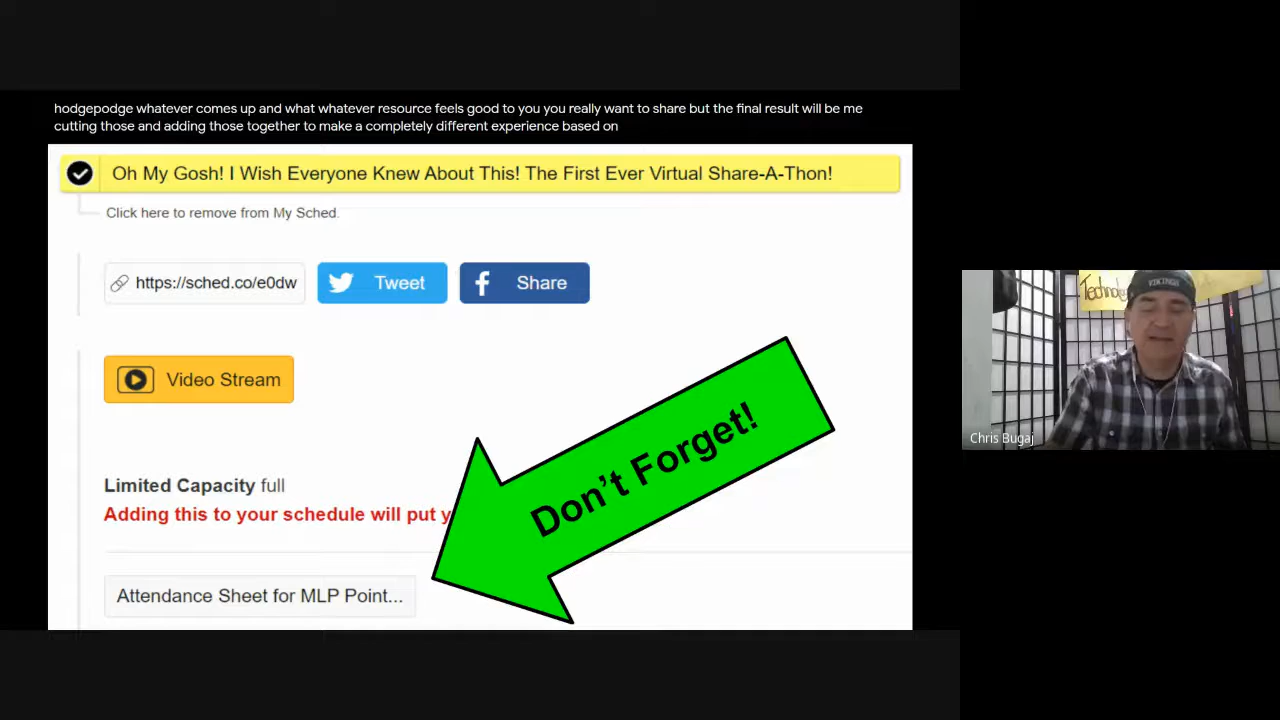 hodgepodge whatever comes up and what whatever resource feels good to you you really want to share but the final result will be me
cutting those and adding those together to make a completely different experience based on
Oh My Gosh! I Wish Everyone Knew About This! The First Ever Virtual Share-A-Thon!
Click here to remove from My Sched.
https://sched.co/e0dw
Tweet
Share
Video Stream
Don't Forget!
Limited Capacity full
Adding this to your schedule will put
Attendance Sheet for MLP Point...
VIKINGS
Chris Bugaj